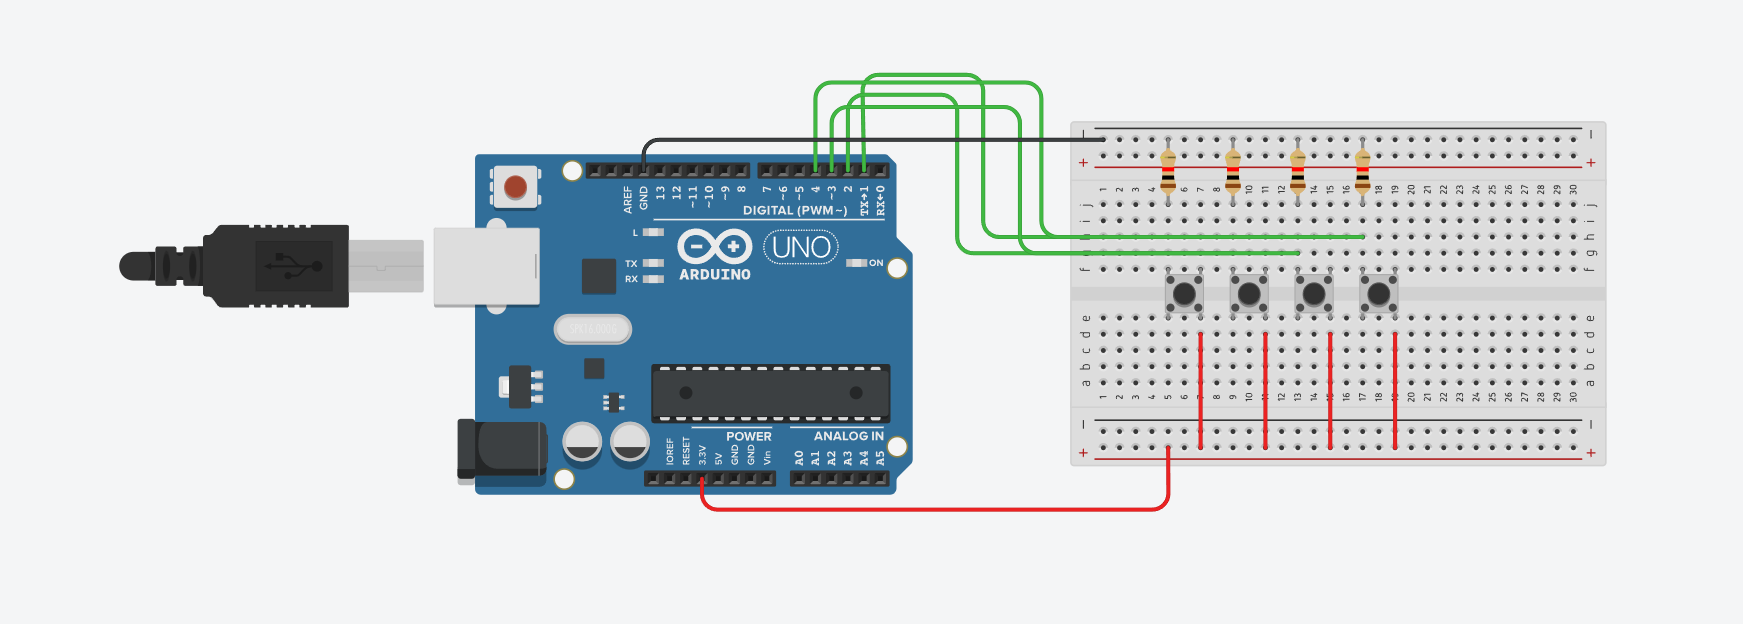 AREF
GND
13
12
~11
~10
~9
8
7
~6
~5
4
~3
2
TX→1
RX←0
DIGITAL (PWM~)
L
TX
RX
ARDUINO
UNO
ON
IOREF
RESET
3.3V
5V
GND
GND
Vin
POWER
ANALOG IN
A0
A1
A2
A3
A4
A5
− −
+ +
1 2 3 4 5 6 7 8 9 10 11 12 13 14 15 16 17 18 19 20 21 22 23 24 25 26 27 28 29 30
j j
i i
h h
g g
f f
e e
d d
c c
b b
a a
1 2 3 4 5 6 7 8 9 10 11 12 13 14 15 16 17 18 19 20 21 22 23 24 25 26 27 28 29 30
− −
+ +